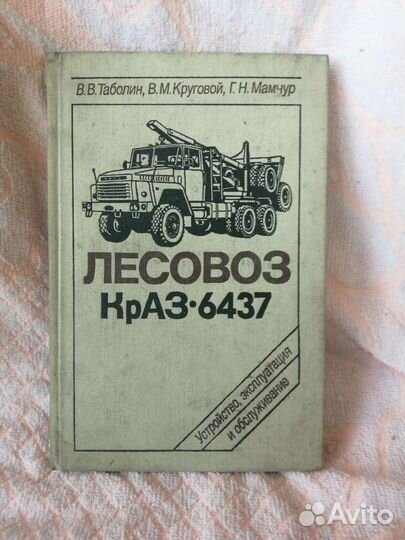 В.В.Таболин, В.М.Круговой, Г.Н.Мамчур
ЛЕСОВОЗ
КрАЗ·6437
Устройство, эксплуатация
и обслуживание
Avito